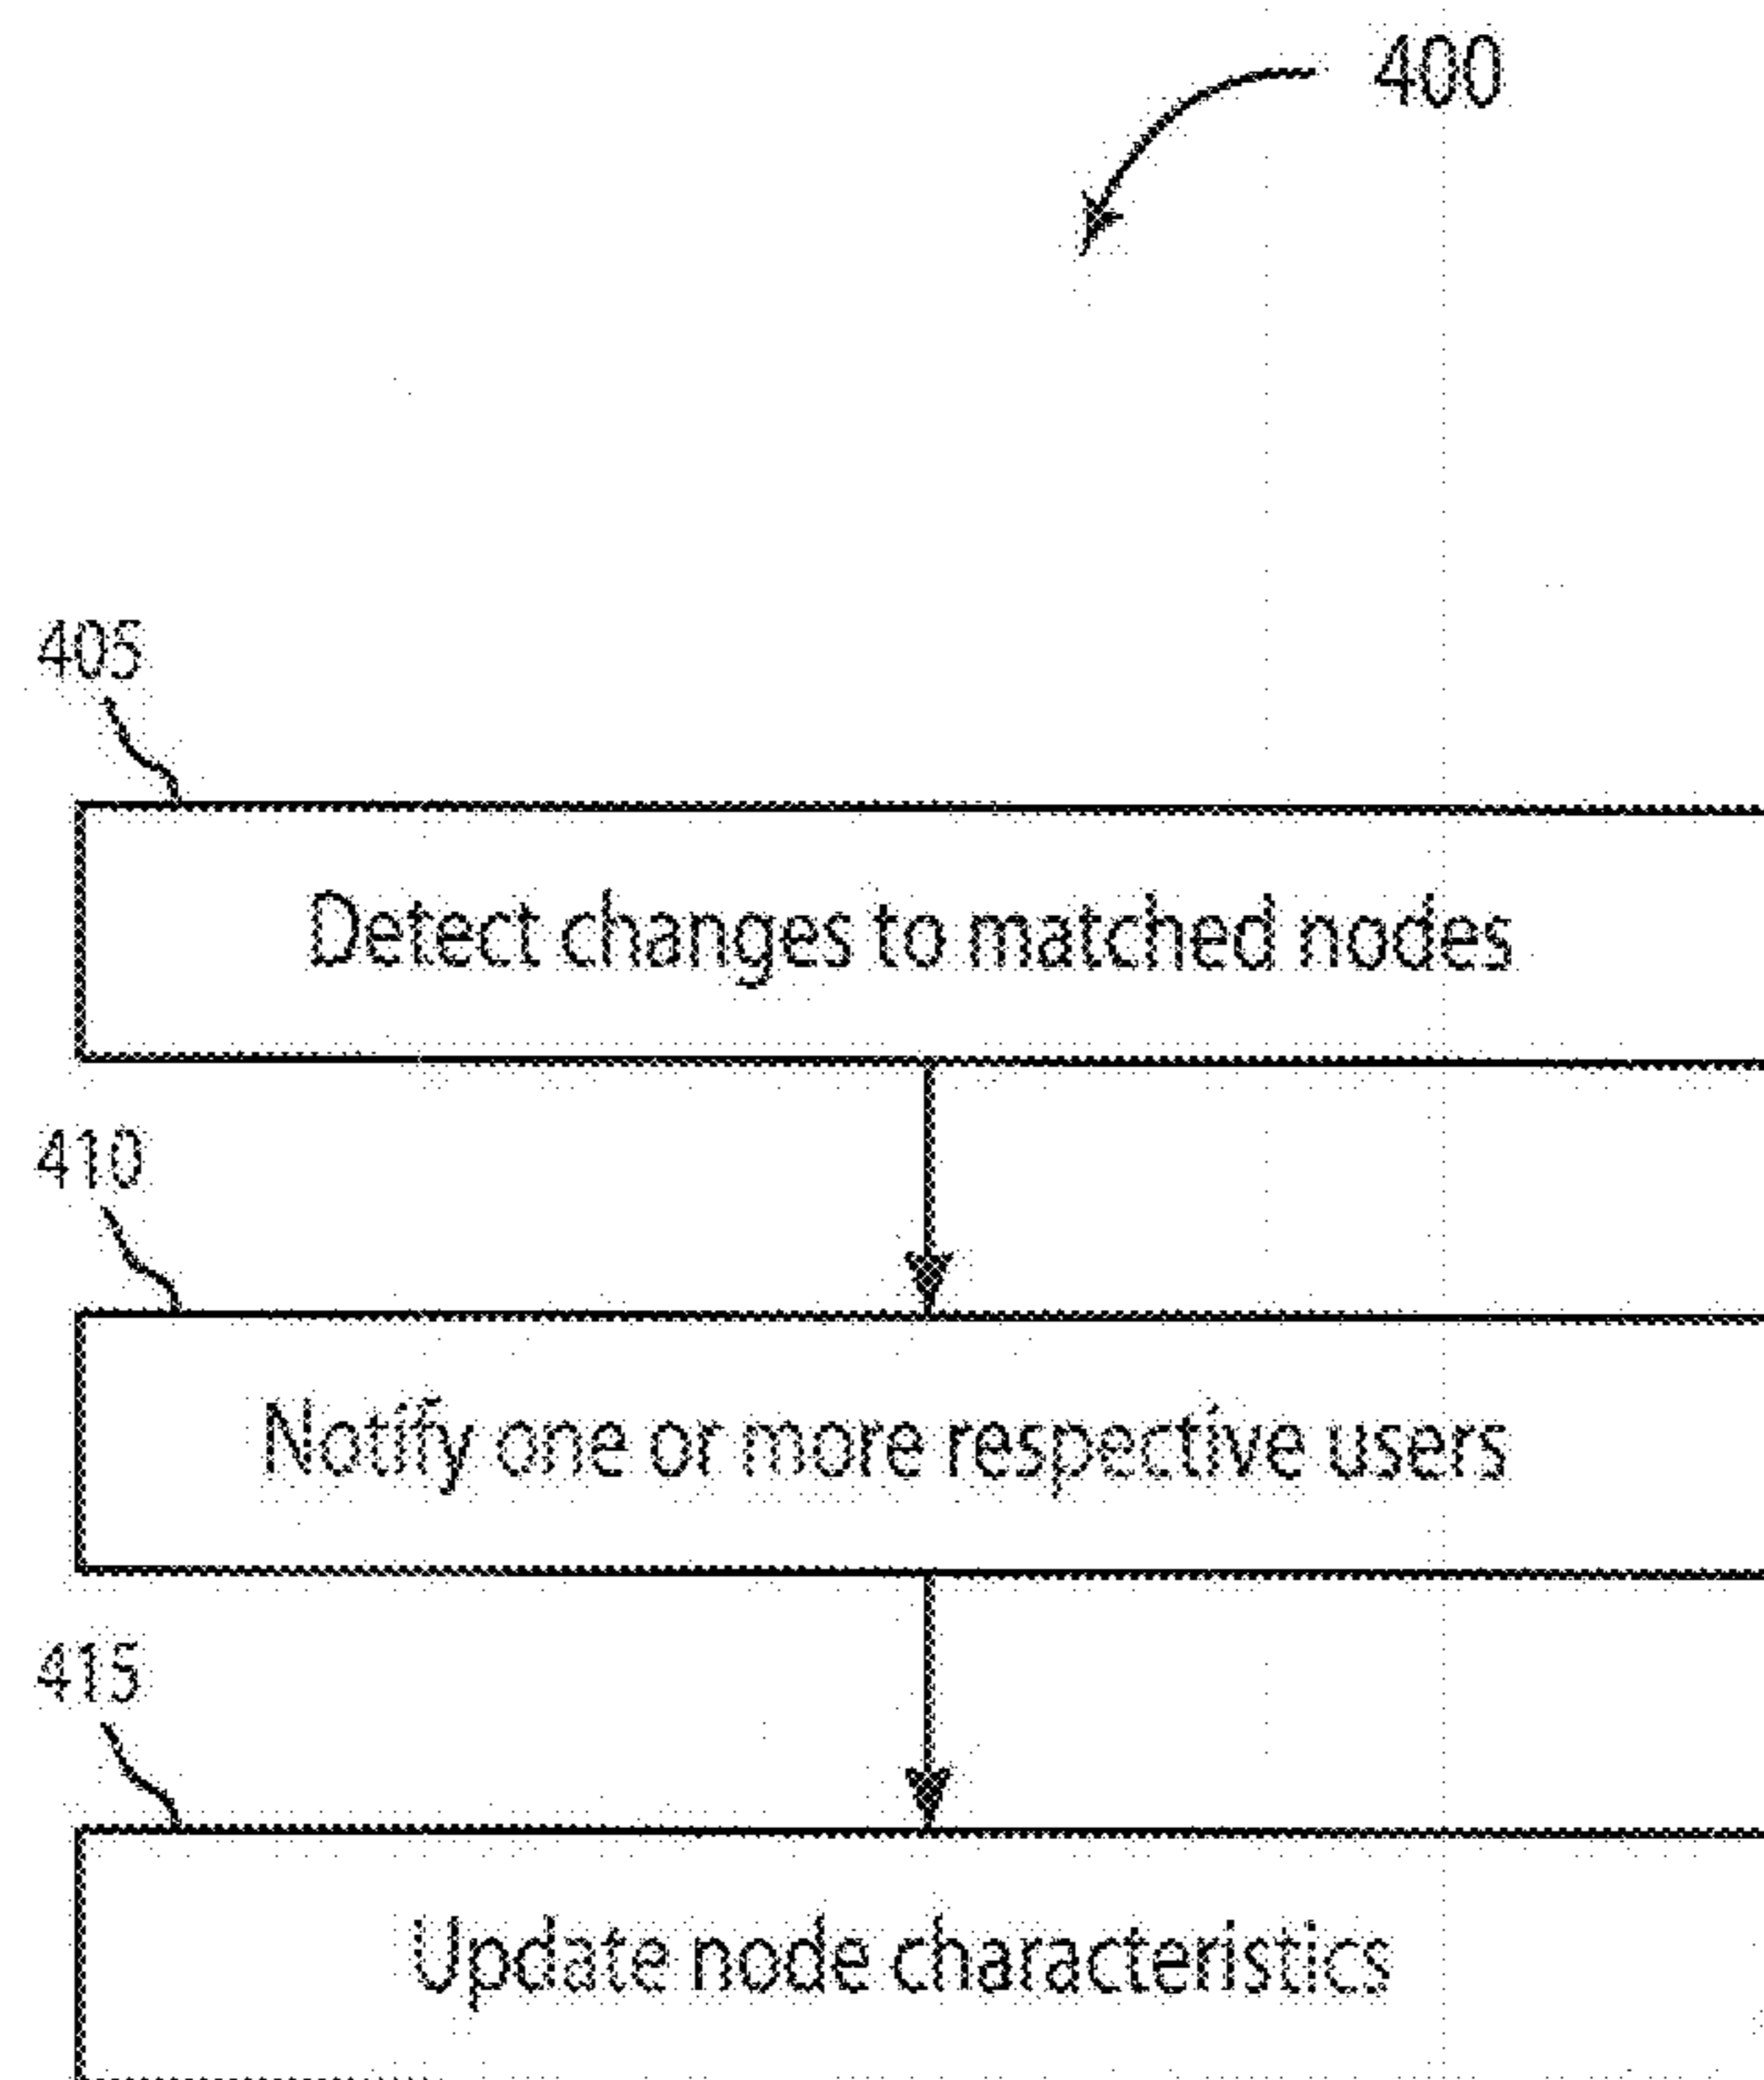 400
405
Detect changes to matched nodes
410
Notify one or more respective users
415
Update node characteristics